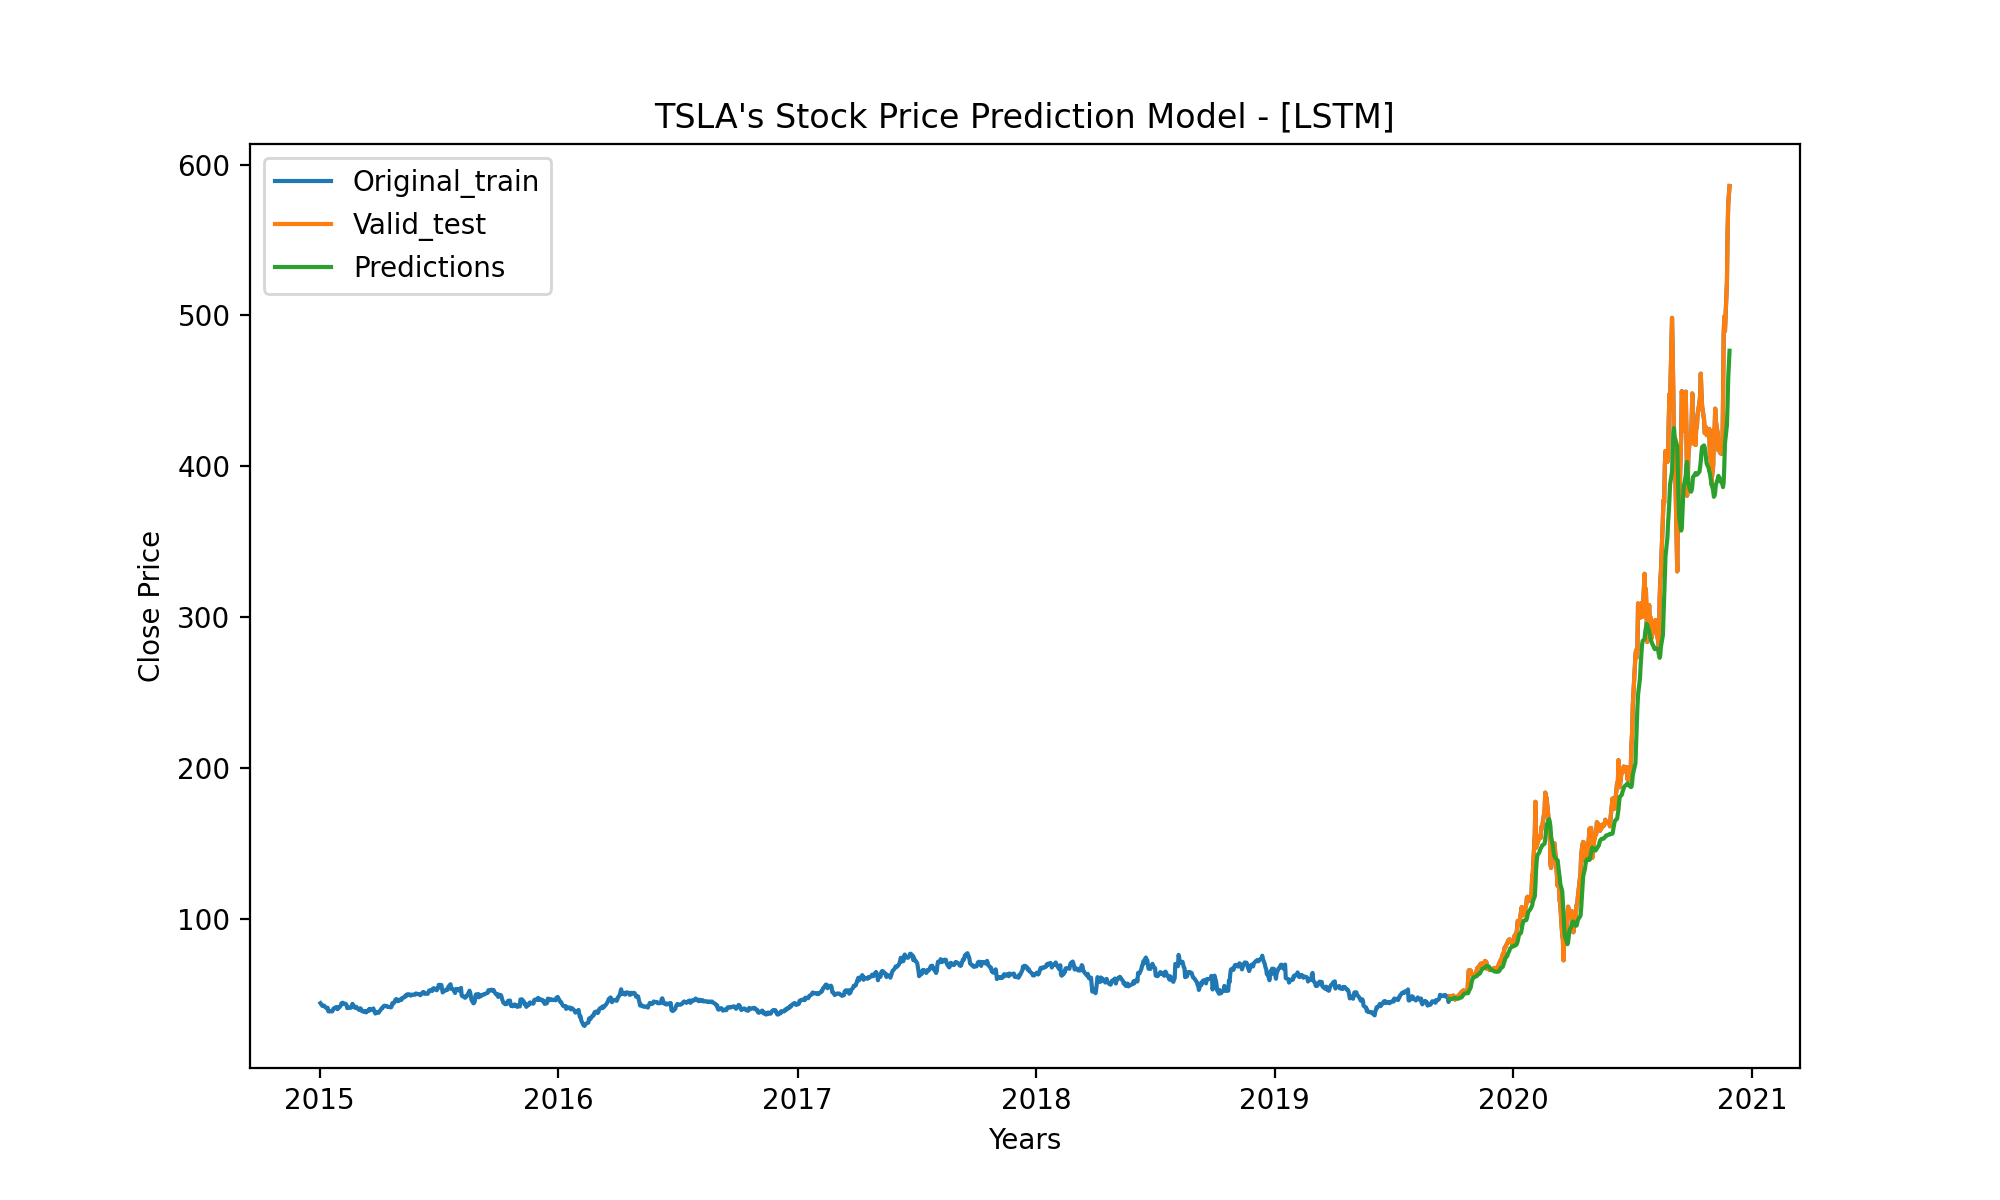 TSLA's Stock Price Prediction Model - [LSTM]
Original_train
Valid_test
Predictions
600
500
400
300
200
100
Close Price
2015 2016 2017 2018 2019 2020 2021
Years